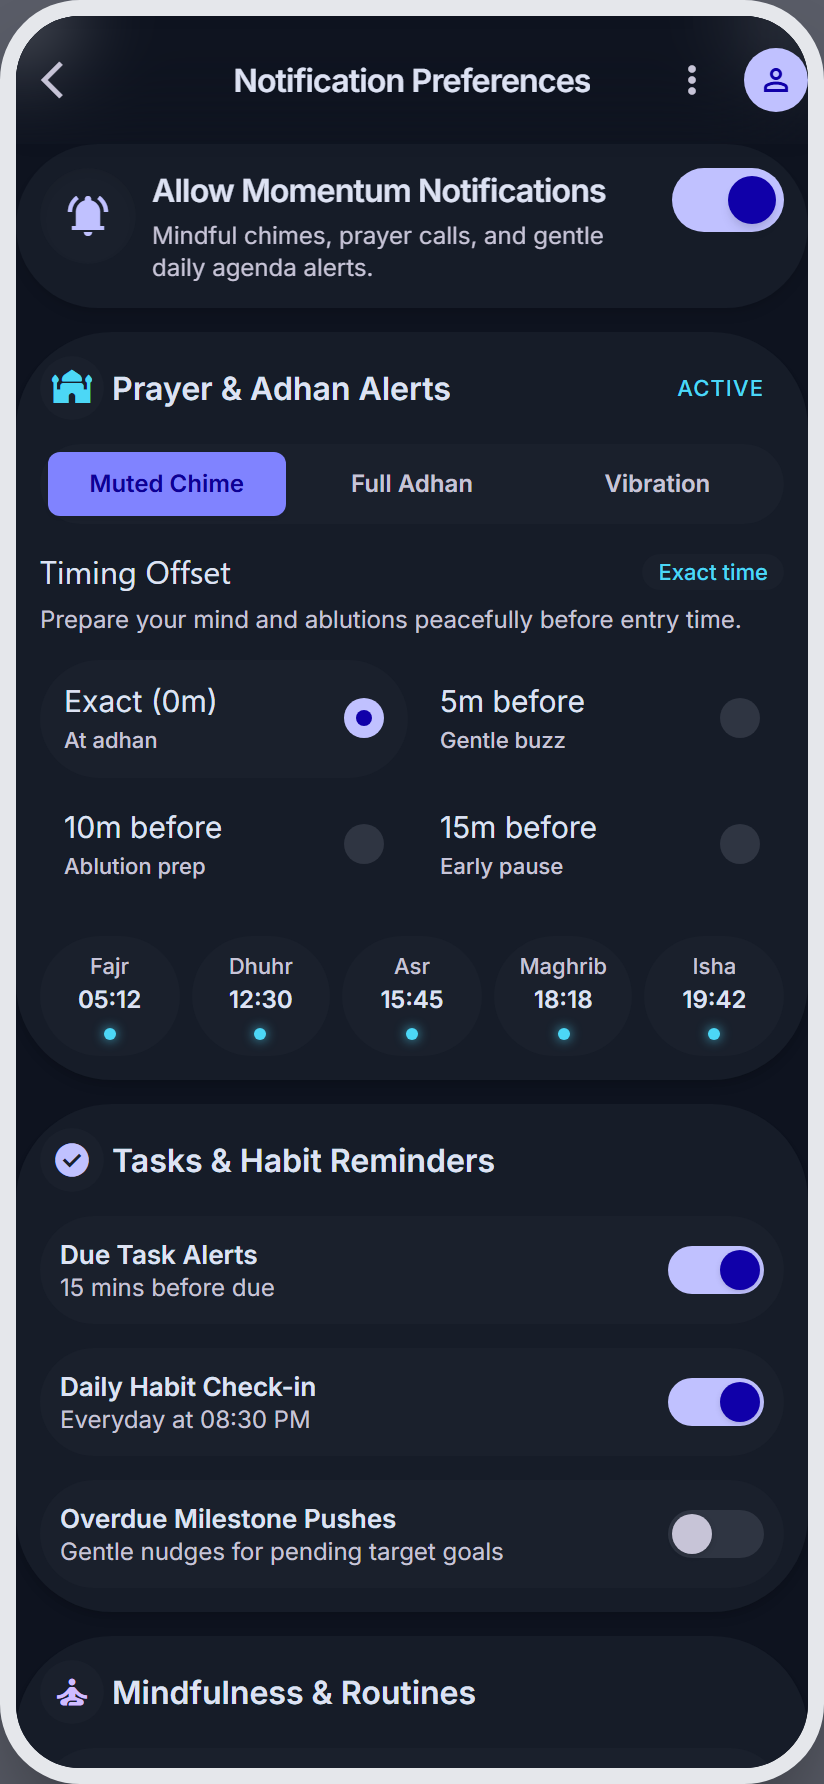 Notification Preferences
Allow Momentum Notifications
Mindful chimes, prayer calls, and gentle
daily agenda alerts.
Prayer & Adhan Alerts
ACTIVE
Muted Chime
Full Adhan
Vibration
Timing Offset
Exact time
Prepare your mind and ablutions peacefully before entry time.
Exact (0m)
At adhan
5m before
Gentle buzz
10m before
Ablution prep
15m before
Early pause
Fajr
05:12
Dhuhr
12:30
Asr
15:45
Maghrib
18:18
Isha
19:42
Tasks & Habit Reminders
Due Task Alerts
15 mins before due
Daily Habit Check-in
Everyday at 08:30 PM
Overdue Milestone Pushes
Gentle nudges for pending target goals
Mindfulness & Routines